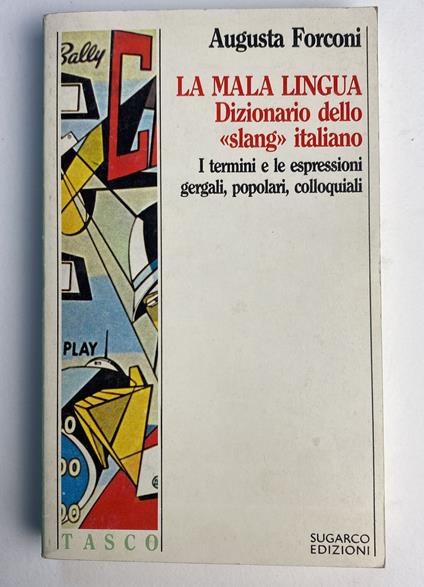 Augusta Forconi
LA MALA LINGUA
Dizionario dello
«slang» italiano
I termini e le espressioni
gergali, popolari, colloquiali
Bally
PLAY
TASCO
SUGARCO
EDIZIONI